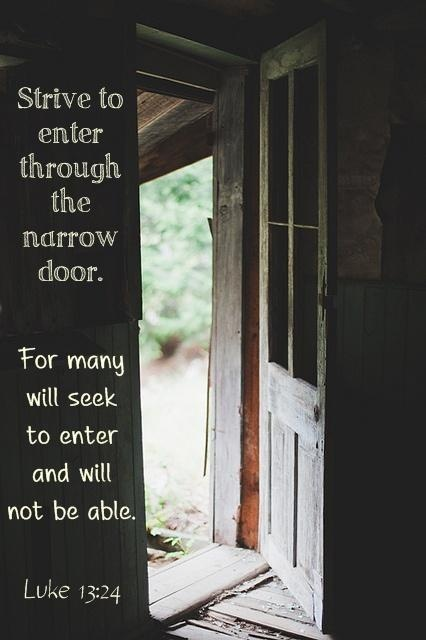 Strive to
enter
through
the
narrow
door.
For many
will seek
to enter
and will
not be able.
Luke 13:24